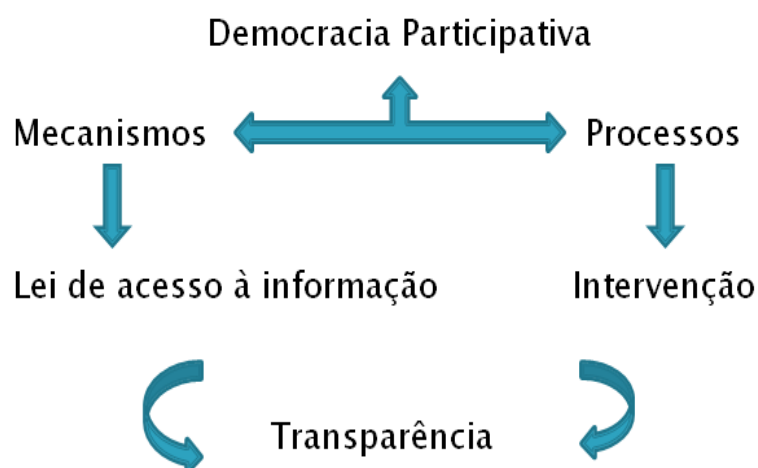 Democracia Participativa
Mecanismos Processos
Lei de acesso à informação Intervenção
Transparência